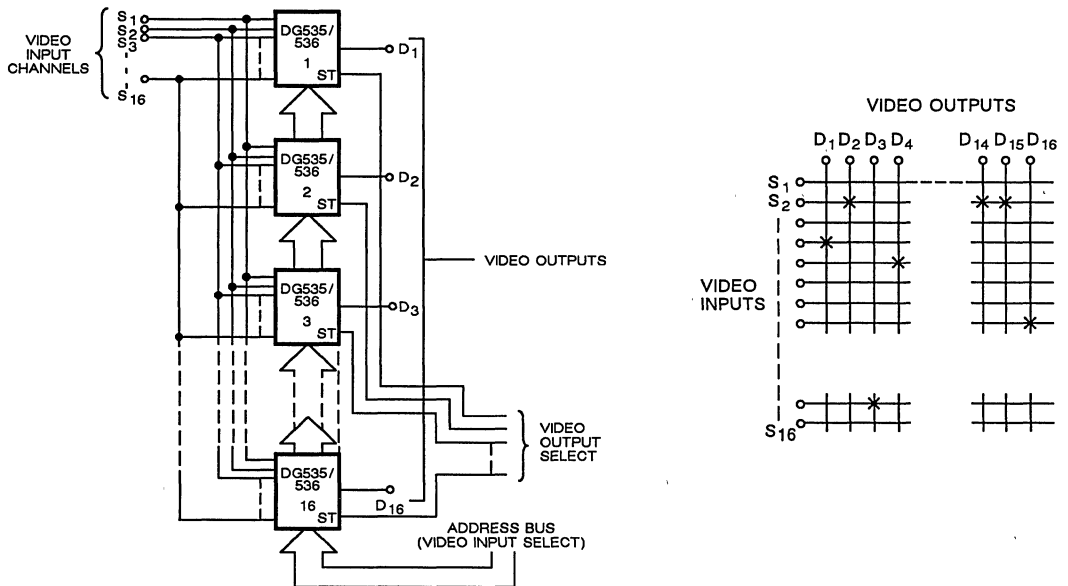 VIDEO
INPUT
CHANNELS
S1
S2
S3
S16
DG535/
536
1
ST
D1
DG535/
536
2
ST
D2
DG535/
536
3
ST
D3
VIDEO OUTPUTS
DG535/
536
16
ST
D16
VIDEO
OUTPUT
SELECT
ADDRESS BUS
(VIDEO INPUT SELECT)
VIDEO OUTPUTS
D1 D2 D3 D4 D14 D15 D16
S1
S2
VIDEO
INPUTS
S16